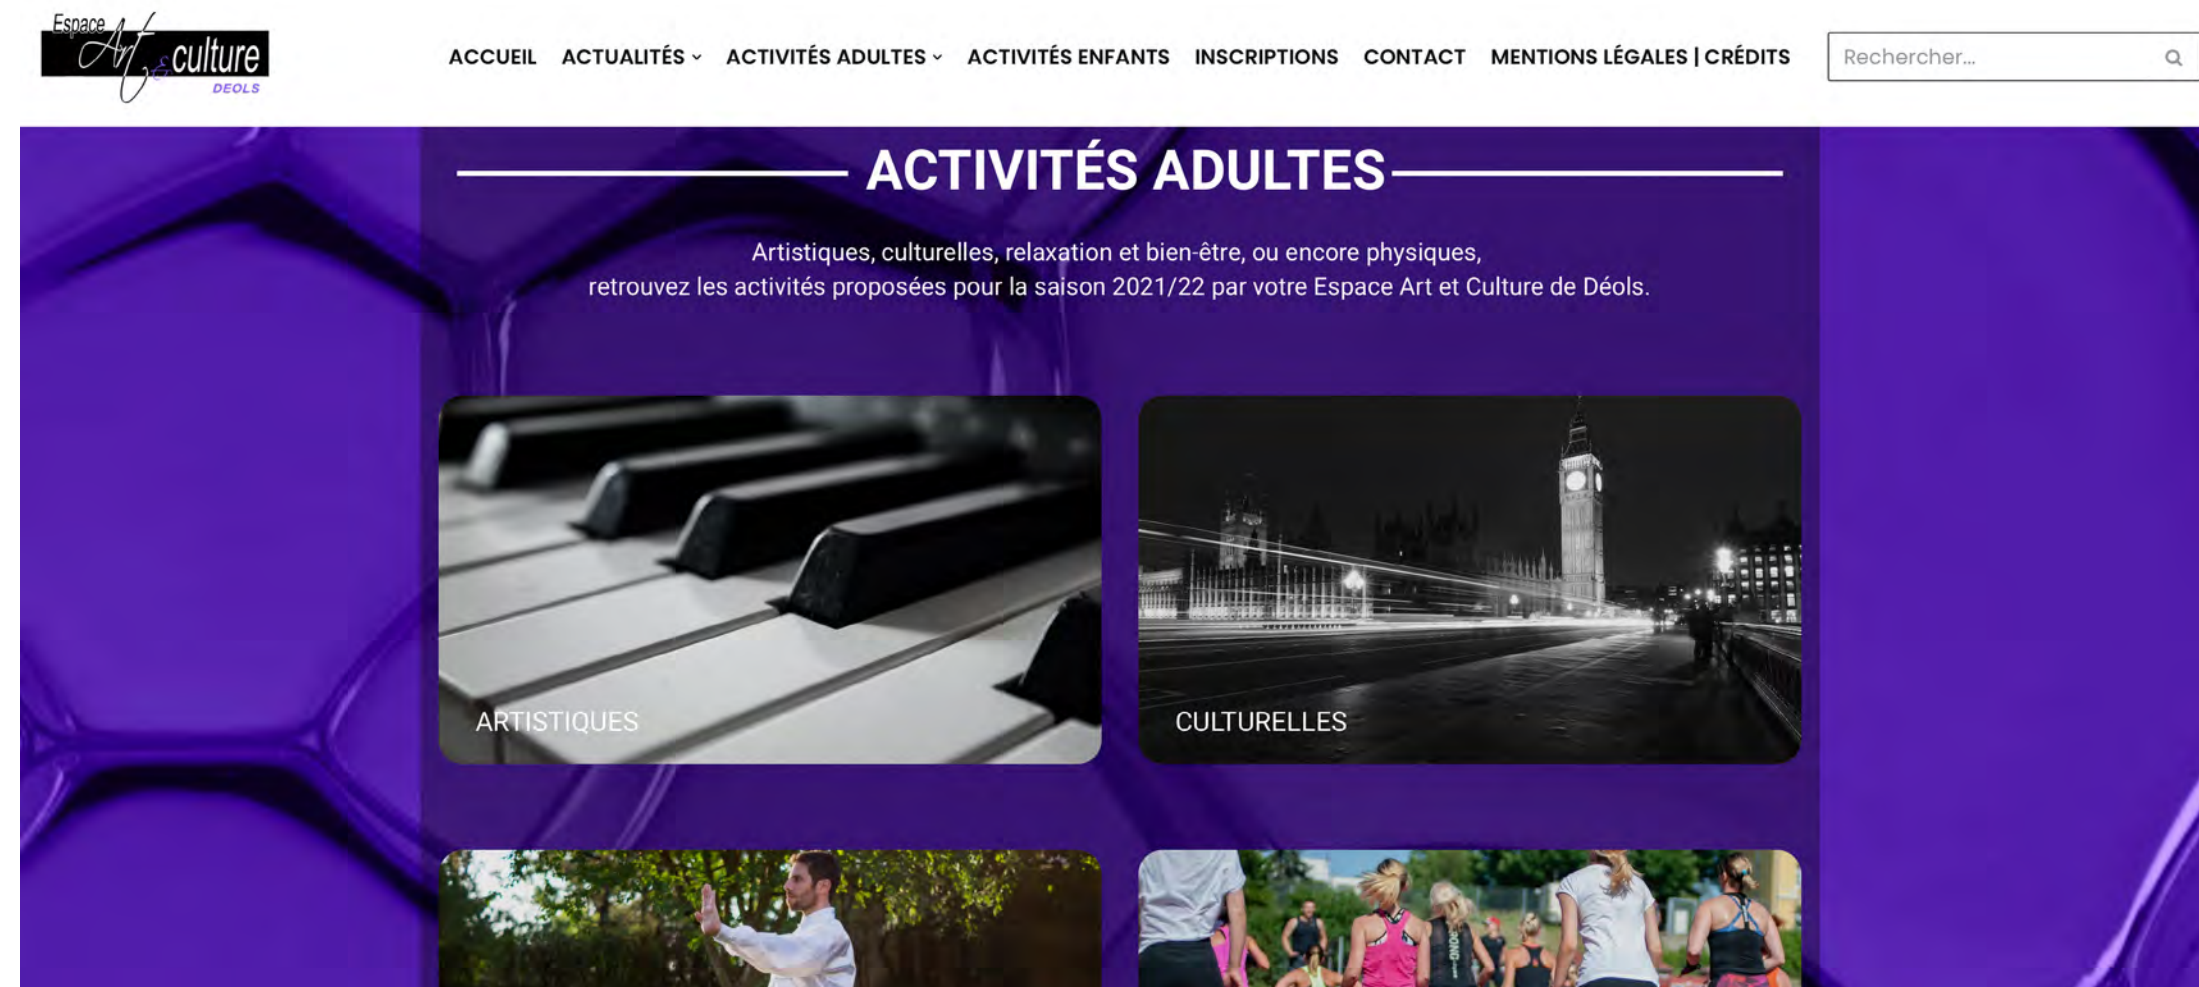 Espace
Art & culture
DEOLS
ACCUEIL ACTUALITÉS ACTIVITÉS ADULTES ACTIVITÉS ENFANTS INSCRIPTIONS CONTACT MENTIONS LÉGALES | CRÉDITS Rechercher...
ACTIVITÉS ADULTES
Artistiques, culturelles, relaxation et bien-être, ou encore physiques,
retrouvez les activités proposées pour la saison 2021/22 par votre Espace Art et Culture de Déols.
ARTISTIQUES
CULTURELLES